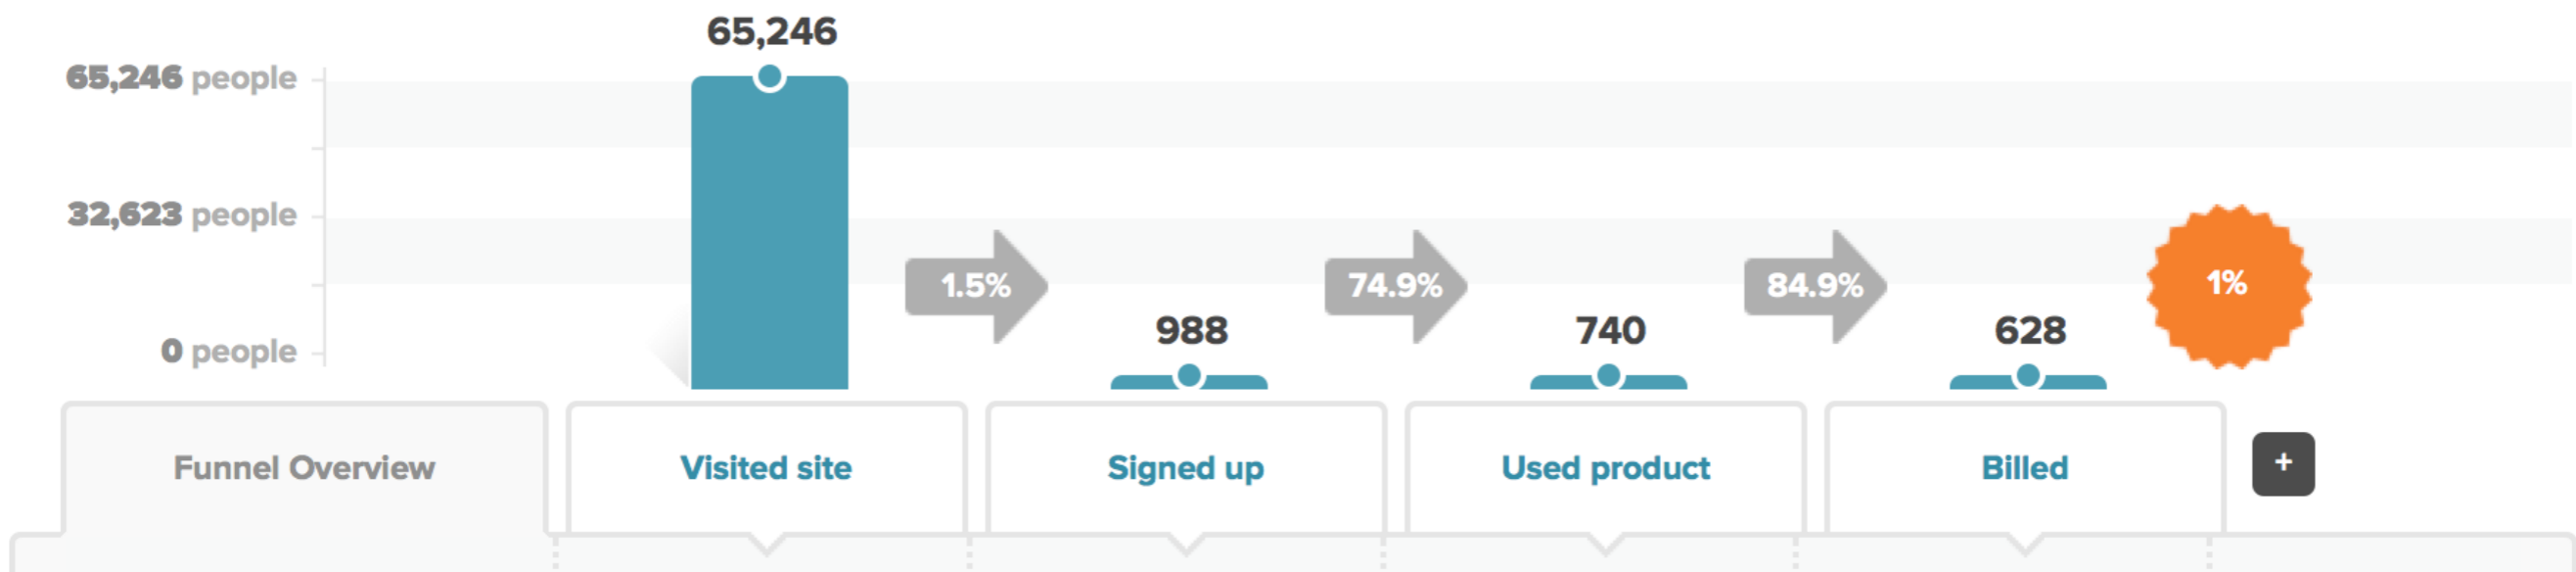 65,246
65,246 people
32,623 people
1%
1.5%
74.9%
84.9%
988
740
628
0 people
Funnel Overview
Visited site
Signed up
Used product
Billed
+